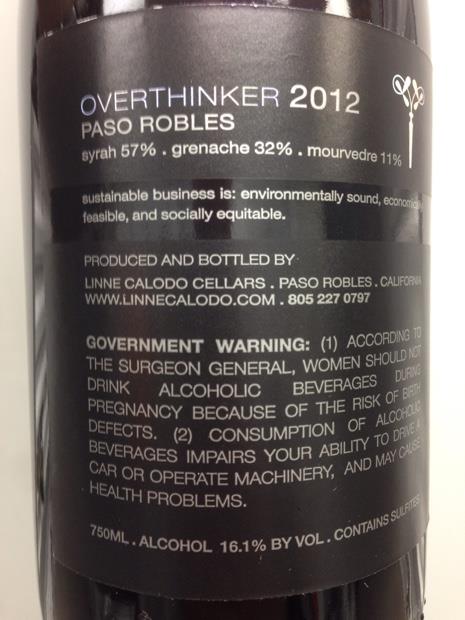 OVERTHINKER 2012
PASO ROBLES
syrah 57% . grenache 32% . mourvedre 11%
sustainable business is: environmentally sound, economically
feasible, and socially equitable.
PRODUCED AND BOTTLED BY
LINNE CALODO CELLARS . PASO ROBLES . CALIFORNIA
WWW.LINNECALODO.COM . 805 227 0797
GOVERNMENT WARNING: (1) ACCORDING TO
THE SURGEON GENERAL, WOMEN SHOULD NOT
DRINK ALCOHOLIC BEVERAGES DURING
PREGNANCY BECAUSE OF THE RISK OF BIRTH
DEFECTS. (2) CONSUMPTION OF ALCOHOLIC
BEVERAGES IMPAIRS YOUR ABILITY TO DRIVE A
CAR OR OPERATE MACHINERY, AND MAY CAUSE
HEALTH PROBLEMS.
750ML . ALCOHOL 16.1% BY VOL . CONTAINS SULFITES